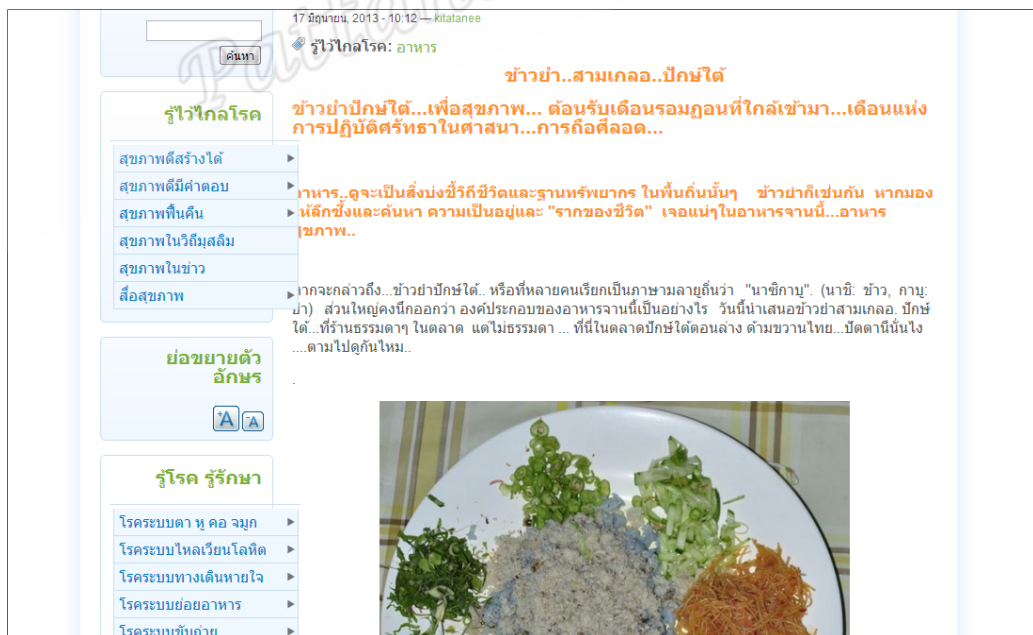 17 มิถุนายน, 2013 - 10:12 — kitatanee
ค้นหา
รู้ไว้ไกลโรค: อาหาร
ข้าวยำ..สามเกลอ..ปักษ์ใต้
ข้าวยำปักษ์ใต้...เพื่อสุขภาพ... ต้อนรับเดือนรอมฎอนที่ใกล้เข้ามา...เดือนแห่ง
การปฏิบัติศรัทธาในศาสนา...การถือศีลอด...
รู้ไว้ไกลโรค
สุขภาพดีสร้างได้
สุขภาพดีมีคำตอบ
สุขภาพฟื้นคืน
สุขภาพในวิถีมุสลิม
สุขภาพในข่าว
สื่อสุขภาพ
าหาร..ดูจะเป็นสิ่งบ่งชี้วิถีชีวิตและฐานทรัพยากร ในพื้นถิ่นนั้นๆ ข้าวยำก็เช่นกัน หากมอง
ห้ลึกซึ้งและค้นหา ความเป็นอยู่และ "รากของชีวิต" เจอแน่ๆในอาหารจานนี้...อาหาร
ุขภาพ..
ากจะกล่าวถึง...ข้าวยำปักษ์ใต้.. หรือที่หลายคนเรียกเป็นภาษามลายูถิ่นว่า "นาซิกาบู". (นาซิ: ข้าว, กาบู:
ยำ) ส่วนใหญ่คงนึกออกว่า องค์ประกอบของอาหารจานนี้เป็นอย่างไร วันนี้นำเสนอข้าวยำสามเกลอ. ปักษ์
ใต้...ที่ร้านธรรมดาๆ ในตลาด แต่ไม่ธรรมดา ... ที่นี่ในตลาดปักษ์ใต้ตอนล่าง ด้ามขวานไทย...ปัตตานีนั่นไง
....ตามไปดูกันไหม..
.
ย่อขยายตัว
อักษร
+A -A
รู้โรค รู้รักษา
โรคระบบตา หู คอ จมูก
โรคระบบไหลเวียนโลหิต
โรคระบบทางเดินหายใจ
โรคระบบย่อยอาหาร
โรคระบบขับถ่าย